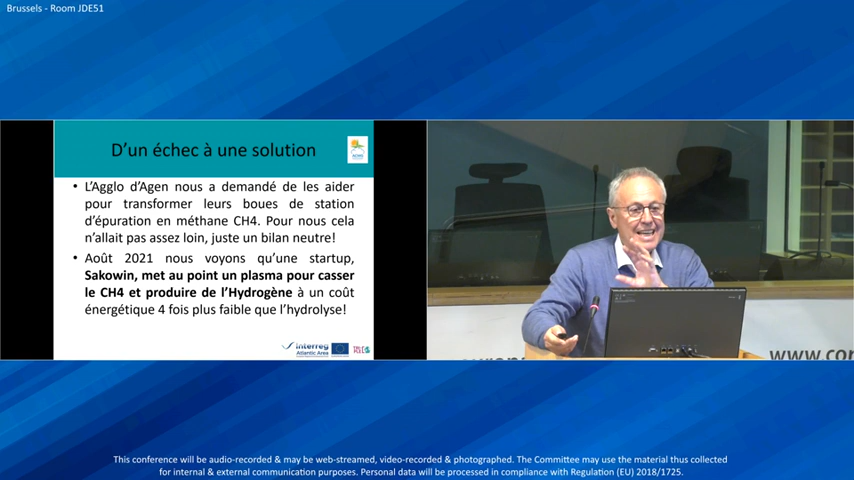 Brussels - Room JDE51
D'un échec à une solution
• L'Agglo d'Agen nous a demandé de les aider
pour transformer leurs boues de station
d'épuration en méthane CH4. Pour nous cela
n'allait pas assez loin, juste un bilan neutre!
• Août 2021 nous voyons qu'une startup,
Sakowin, met au point un plasma pour casser
le CH4 et produire de l'Hydrogène à un coût
énergétique 4 fois plus faible que l'hydrolyse!
Interreg
Atlantic Area
www.cor
This conference will be audio-recorded & may be web-streamed, video-recorded & photographed. The Committee may use the material thus collected
for internal & external communication purposes. Personal data will be processed in compliance with Regulation (EU) 2018/1725.